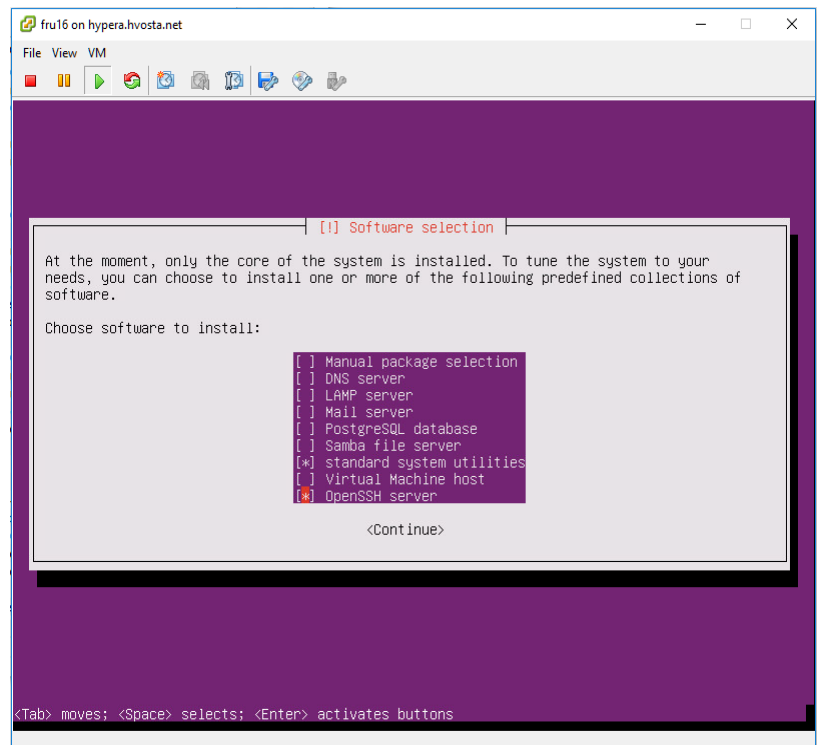 fru16 on hypera.hvosta.net
File View VM
[!] Software selection
At the moment, only the core of the system is installed. To tune the system to your
needs, you can choose to install one or more of the following predefined collections of
software.
Choose software to install:
[ ] Manual package selection
[ ] DNS server
[ ] LAMP server
[ ] Mail server
[ ] PostgreSQL database
[ ] Samba file server
[*] standard system utilities
[ ] Virtual Machine host
[*] OpenSSH server
<Continue>
<Tab> moves; <Space> selects; <Enter> activates buttons